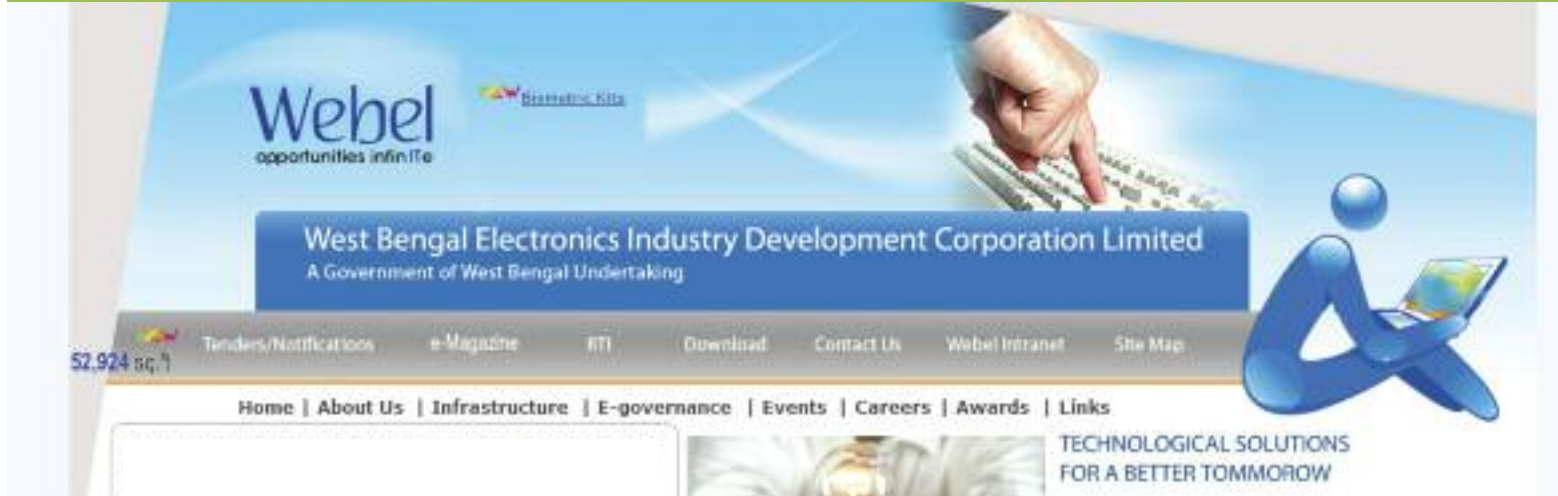 Webel
opportunities infinITe
Biometric Kits
West Bengal Electronics Industry Development Corporation Limited
A Government of West Bengal Undertaking
Tenders/Notifications e-Magazine RTI Download Contact Us Webel Intranet Site Map
52,924 sq.
Home | About Us | Infrastructure | E-governance | Events | Careers | Awards | Links
TECHNOLOGICAL SOLUTIONS
FOR A BETTER TOMMOROW